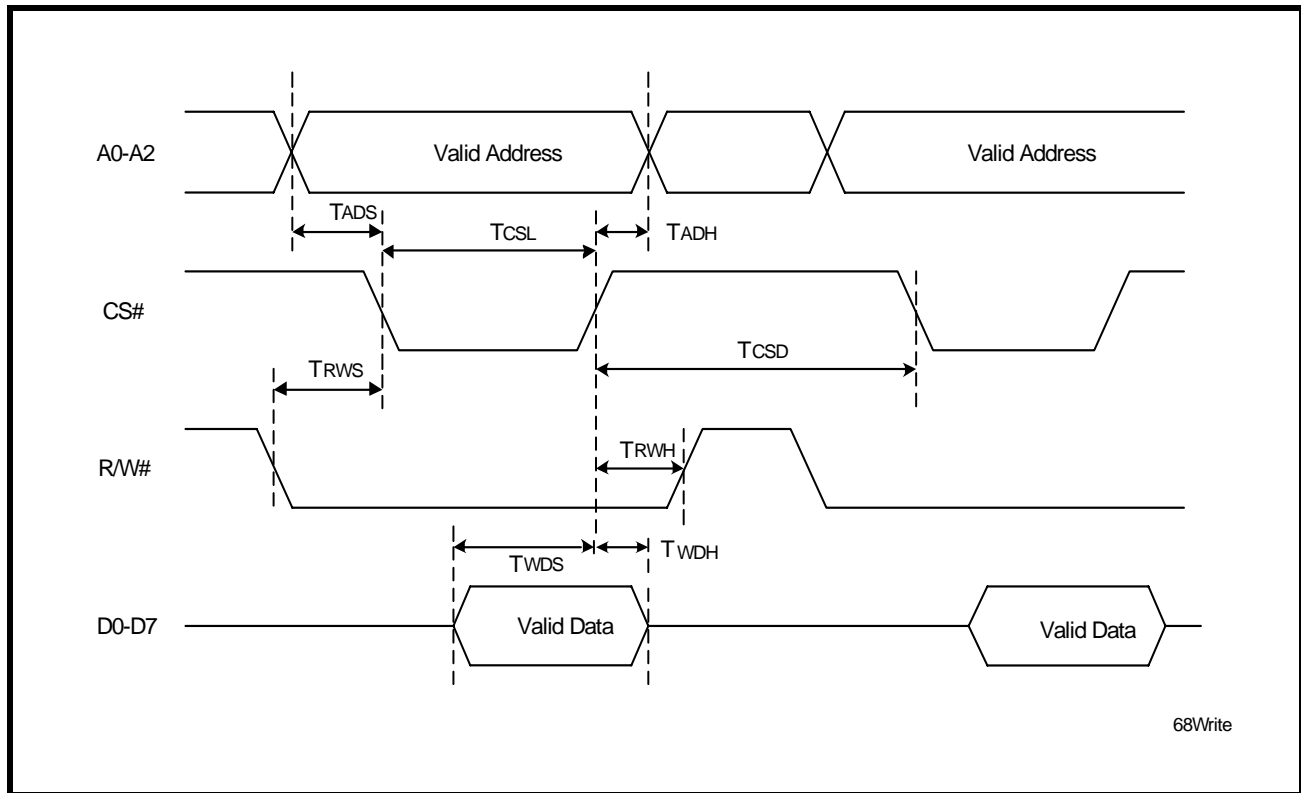 A0-A2
Valid Address
Valid Address
TADS
TCSL
TADH
CS#
TCSD
TRWS
R/W#
TRWH
TWDS
TWDH
D0-D7
Valid Data
Valid Data
68Write